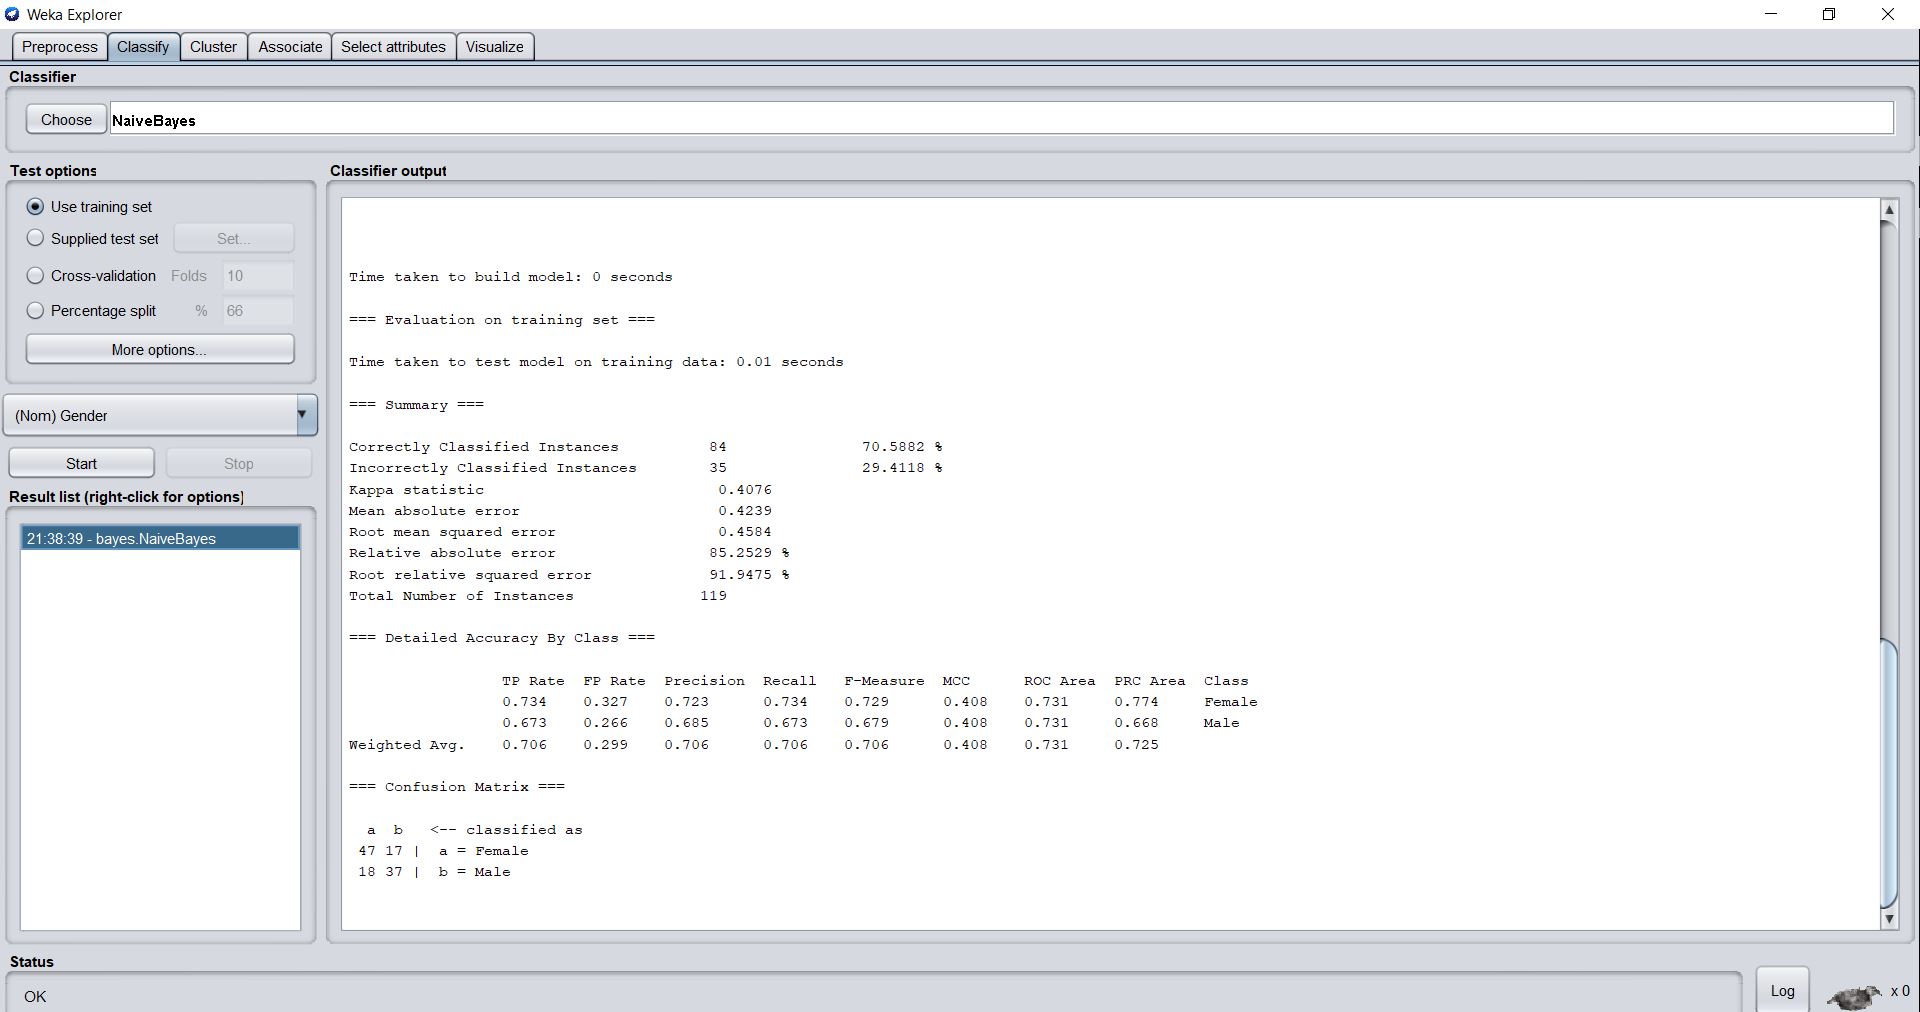 Weka Explorer
Preprocess Classify Cluster Associate Select attributes Visualize
Classifier
Choose NaiveBayes
Test options
Use training set
Supplied test set Set...
Cross-validation Folds 10
Percentage split % 66
More options...
(Nom) Gender
Start Stop
Result list (right-click for options)
21:38:39 - bayes.NaiveBayes
Classifier output
Time taken to build model: 0 seconds
=== Evaluation on training set ===
Time taken to test model on training data: 0.01 seconds
=== Summary ===
Correctly Classified Instances 84 70.5882 %
Incorrectly Classified Instances 35 29.4118 %
Kappa statistic 0.4076
Mean absolute error 0.4239
Root mean squared error 0.4584
Relative absolute error 85.2529 %
Root relative squared error 91.9475 %
Total Number of Instances 119
=== Detailed Accuracy By Class ===
TP Rate FP Rate Precision Recall F-Measure MCC ROC Area PRC Area Class
0.734 0.327 0.723 0.734 0.729 0.408 0.731 0.774 Female
0.673 0.266 0.685 0.673 0.679 0.408 0.731 0.668 Male
Weighted Avg. 0.706 0.299 0.706 0.706 0.706 0.408 0.731 0.725
=== Confusion Matrix ===
a b <-- classified as
47 17 | a = Female
18 37 | b = Male
Status
OK
Log x 0